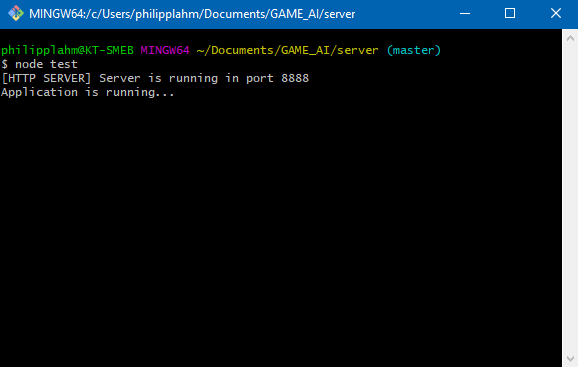 MINGW64:/c/Users/philipplahm/Documents/GAME_AI/server
philipplahm@KT-SMEB MINGW64 ~/Documents/GAME_AI/server (master)
$ node test
[HTTP SERVER] Server is running in port 8888
Application is running...